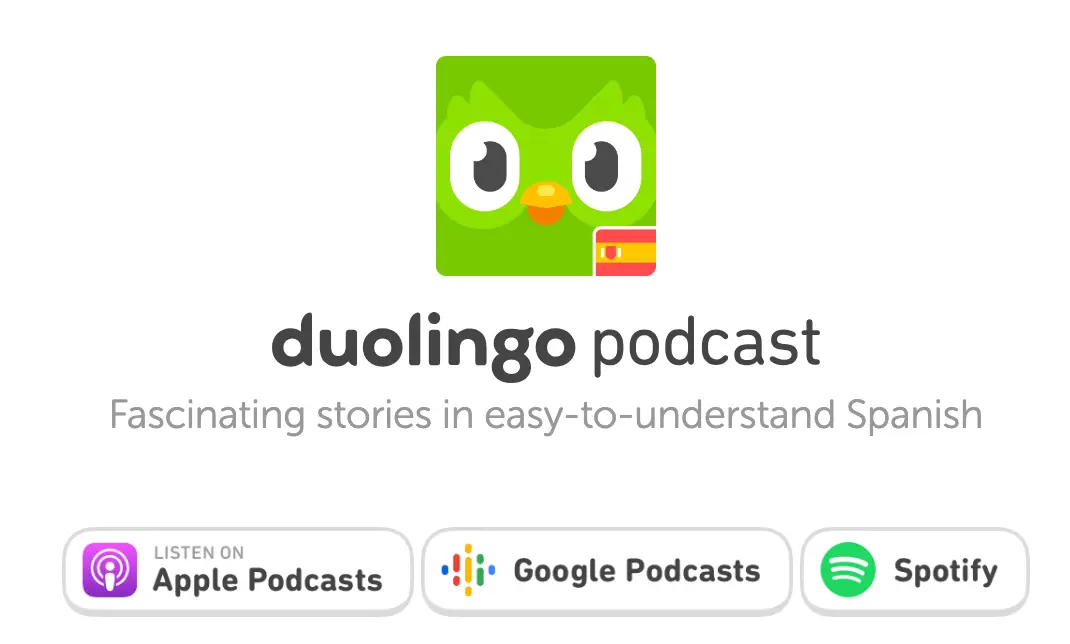 duolingo podcast
Fascinating stories in easy-to-understand Spanish
LISTEN ON
Apple Podcasts
Google Podcasts
Spotify